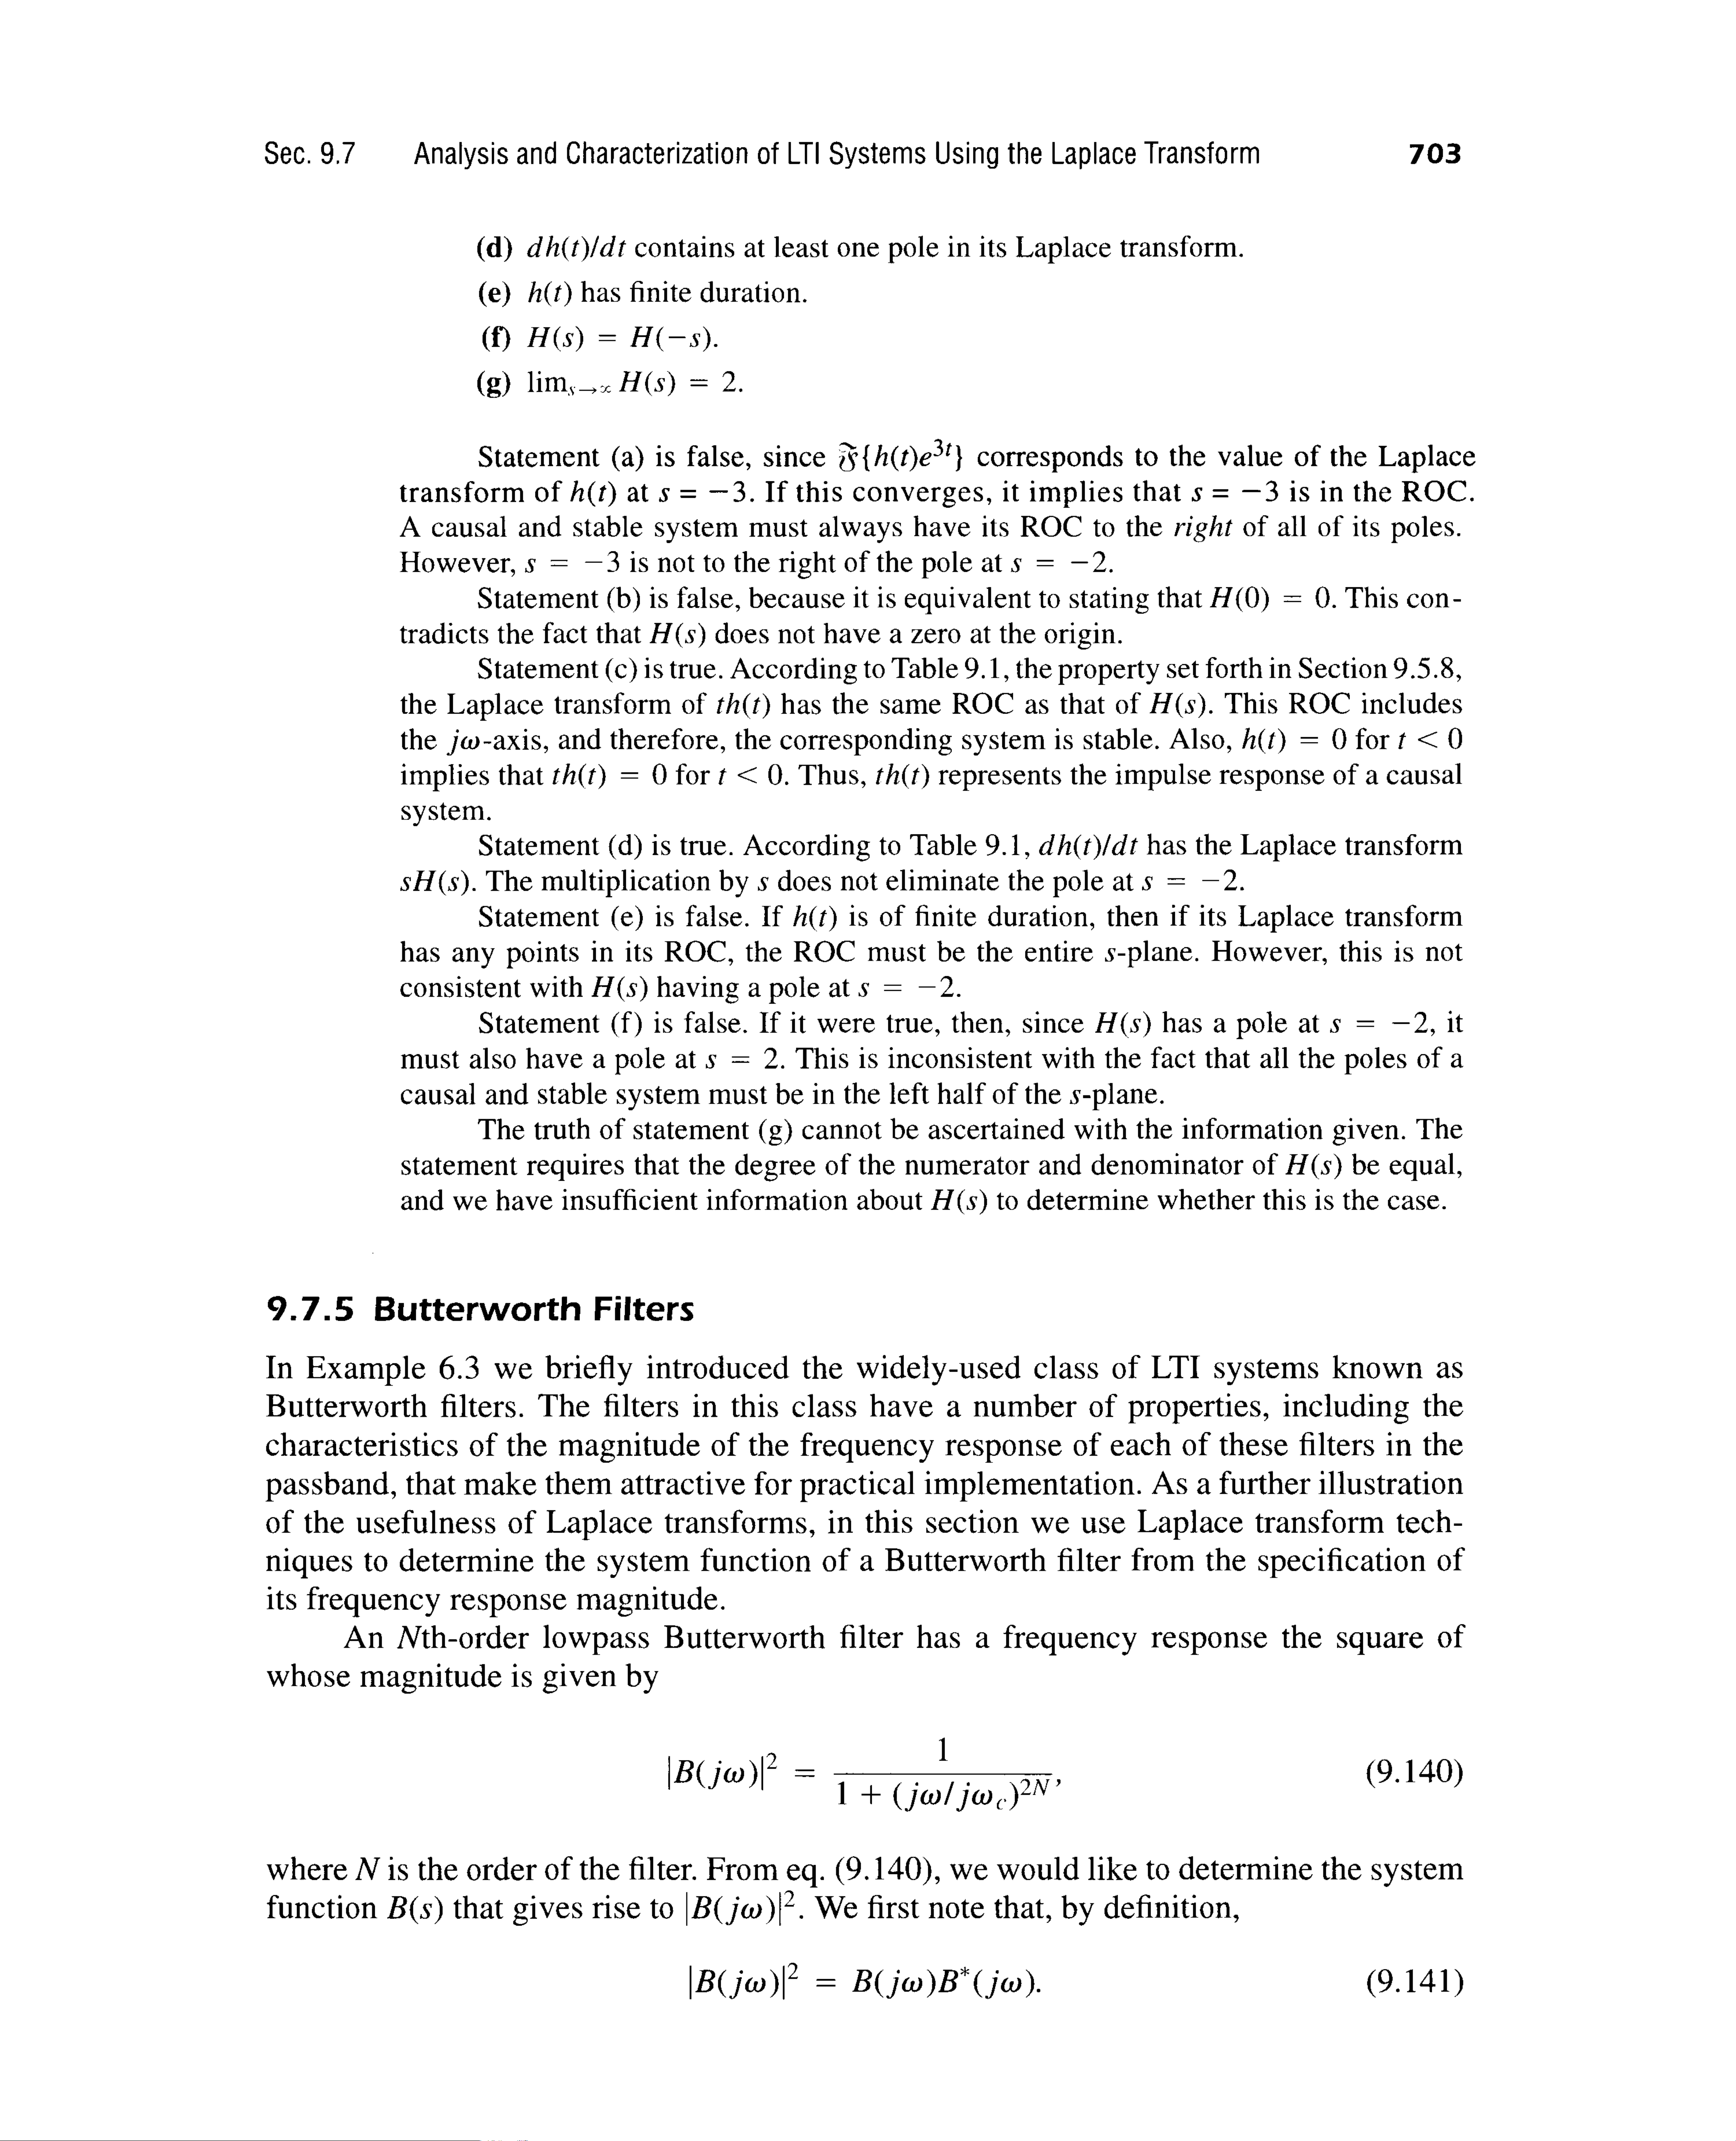 Sec. 9.7 Analysis and Characterization of LTI Systems Using the Laplace Transform 703
(d) dh(t)/dt contains at least one pole in its Laplace transform.
(e) h(t) has finite duration.
(f) H(s) = H(−s).
(g) lim_{s→∞} H(s) = 2.
Statement (a) is false, since 𝔉{h(t)e^{3t}} corresponds to the value of the Laplace
transform of h(t) at s = −3. If this converges, it implies that s = −3 is in the ROC.
A causal and stable system must always have its ROC to the right of all of its poles.
However, s = −3 is not to the right of the pole at s = −2.
Statement (b) is false, because it is equivalent to stating that H(0) = 0. This con-
tradicts the fact that H(s) does not have a zero at the origin.
Statement (c) is true. According to Table 9.1, the property set forth in Section 9.5.8,
the Laplace transform of th(t) has the same ROC as that of H(s). This ROC includes
the jω-axis, and therefore, the corresponding system is stable. Also, h(t) = 0 for t < 0
implies that th(t) = 0 for t < 0. Thus, th(t) represents the impulse response of a causal
system.
Statement (d) is true. According to Table 9.1, dh(t)/dt has the Laplace transform
sH(s). The multiplication by s does not eliminate the pole at s = −2.
Statement (e) is false. If h(t) is of finite duration, then if its Laplace transform
has any points in its ROC, the ROC must be the entire s-plane. However, this is not
consistent with H(s) having a pole at s = −2.
Statement (f) is false. If it were true, then, since H(s) has a pole at s = −2, it
must also have a pole at s = 2. This is inconsistent with the fact that all the poles of a
causal and stable system must be in the left half of the s-plane.
The truth of statement (g) cannot be ascertained with the information given. The
statement requires that the degree of the numerator and denominator of H(s) be equal,
and we have insufficient information about H(s) to determine whether this is the case.
9.7.5 Butterworth Filters
In Example 6.3 we briefly introduced the widely-used class of LTI systems known as
Butterworth filters. The filters in this class have a number of properties, including the
characteristics of the magnitude of the frequency response of each of these filters in the
passband, that make them attractive for practical implementation. As a further illustration
of the usefulness of Laplace transforms, in this section we use Laplace transform tech-
niques to determine the system function of a Butterworth filter from the specification of
its frequency response magnitude.
An Nth-order lowpass Butterworth filter has a frequency response the square of
whose magnitude is given by
|B(jω)|² = 1 / (1 + (jω/jω_c)^{2N}), (9.140)
where N is the order of the filter. From eq. (9.140), we would like to determine the system
function B(s) that gives rise to |B(jω)|². We first note that, by definition,
|B(jω)|² = B(jω)B*(jω). (9.141)